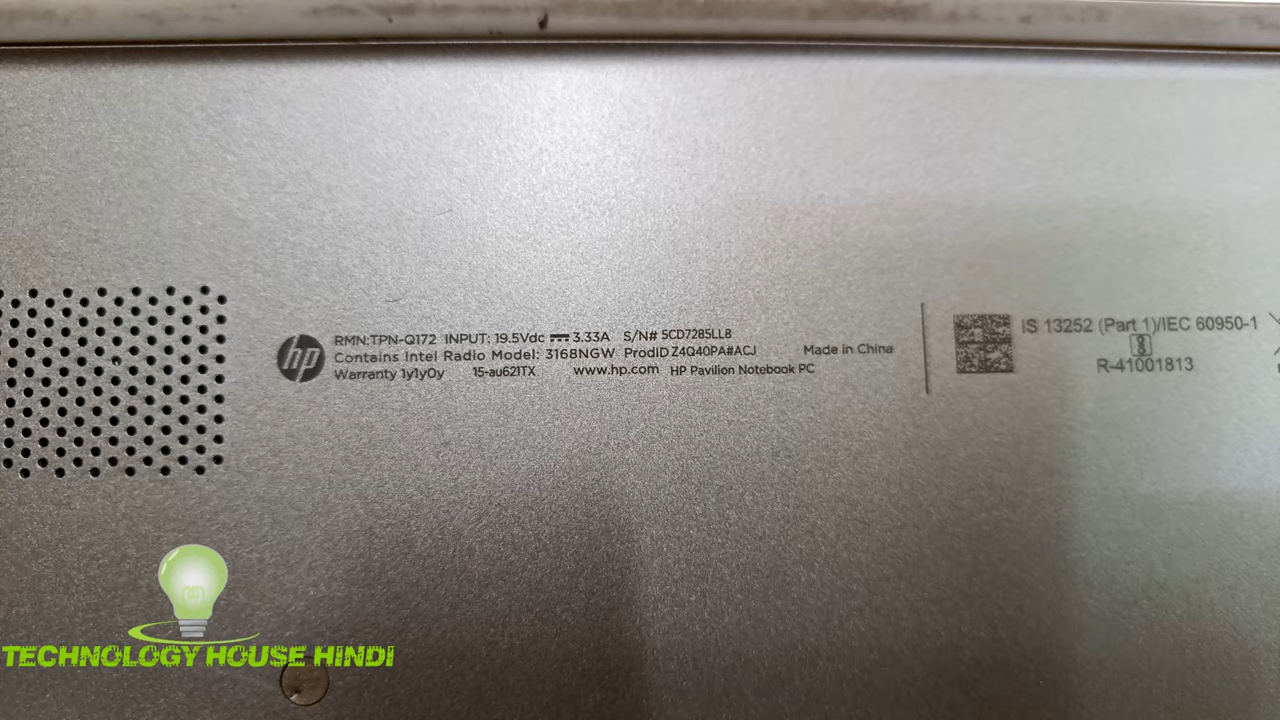 hp
RMN:TPN-Q172 INPUT: 19.5Vdc ⎓ 3.33A S/N# 5CD7285LL8
Contains Intel Radio Model: 3168NGW ProdID Z4Q40PA#ACJ Made in China
Warranty 1y1y0y 15-au621TX www.hp.com HP Pavilion Notebook PC
IS 13252 (Part 1)/IEC 60950-1
R-41001813
TECHNOLOGY HOUSE HINDI